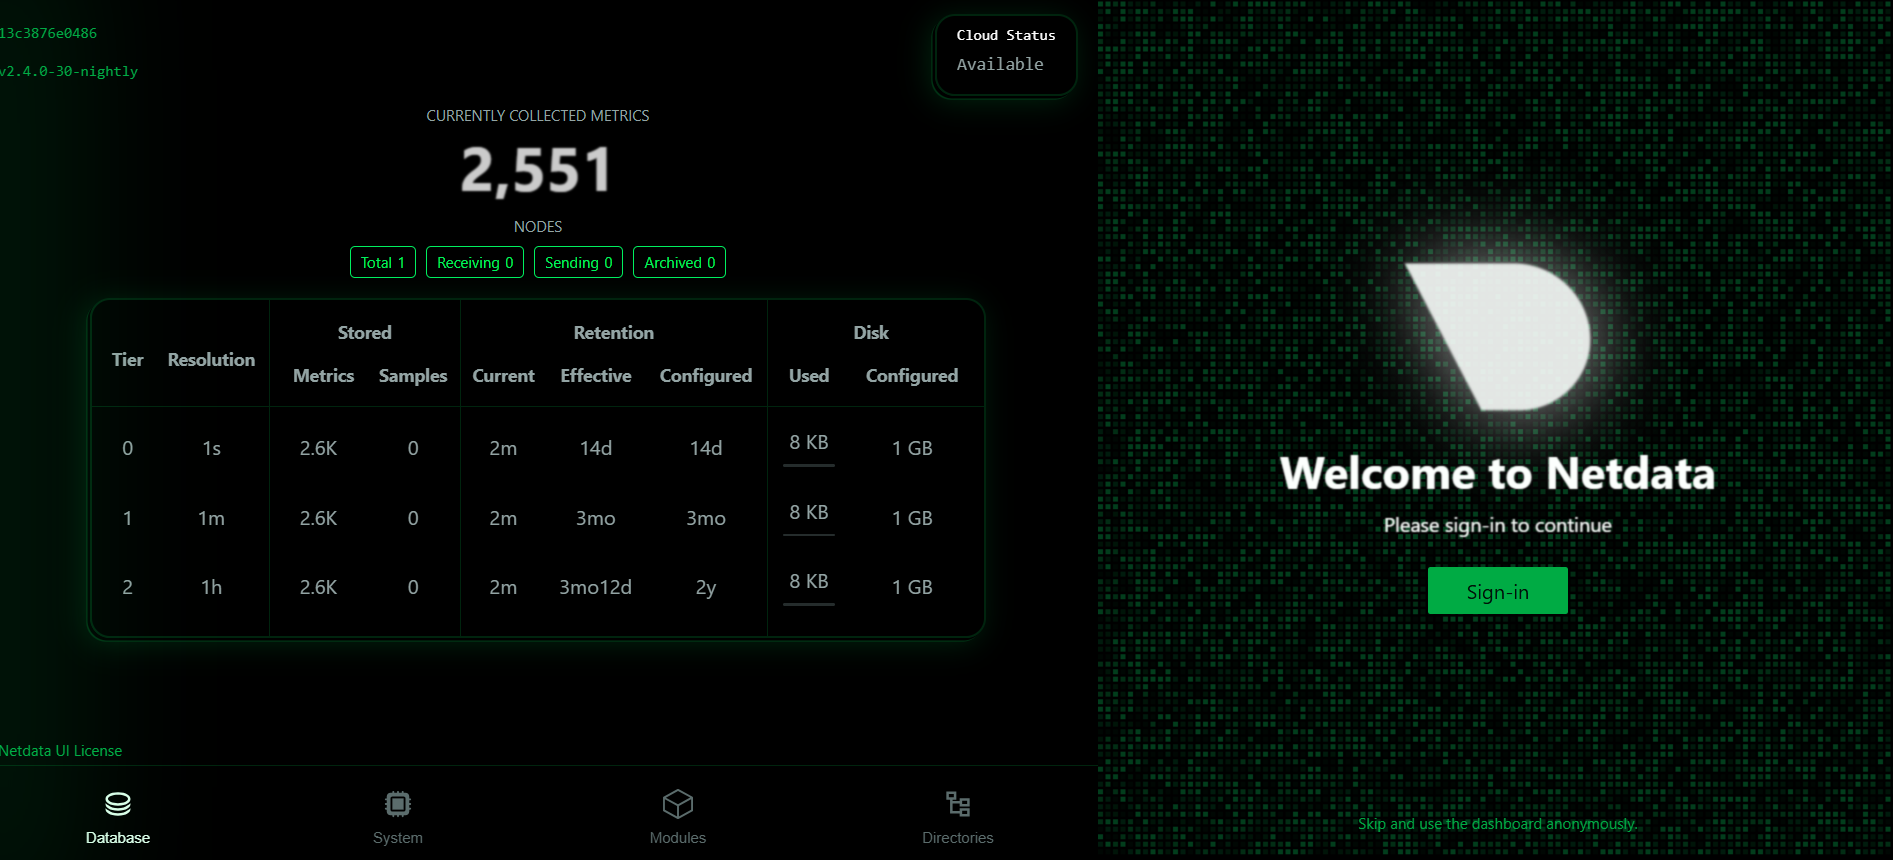 13c3876e0486
v2.4.0-30-nightly
Cloud Status
Available
CURRENTLY COLLECTED METRICS
2,551
NODES
Total 1 Receiving 0 Sending 0 Archived 0
Stored Retention Disk
Tier Resolution
Metrics Samples Current Effective Configured Used Configured
0 1s 2.6K 0 2m 14d 14d 8 KB 1 GB
1 1m 2.6K 0 2m 3mo 3mo 8 KB 1 GB
2 1h 2.6K 0 2m 3mo12d 2y 8 KB 1 GB
Netdata UI License
Database System Modules Directories
Welcome to Netdata
Please sign-in to continue
Sign-in
Skip and use the dashboard anonymously.